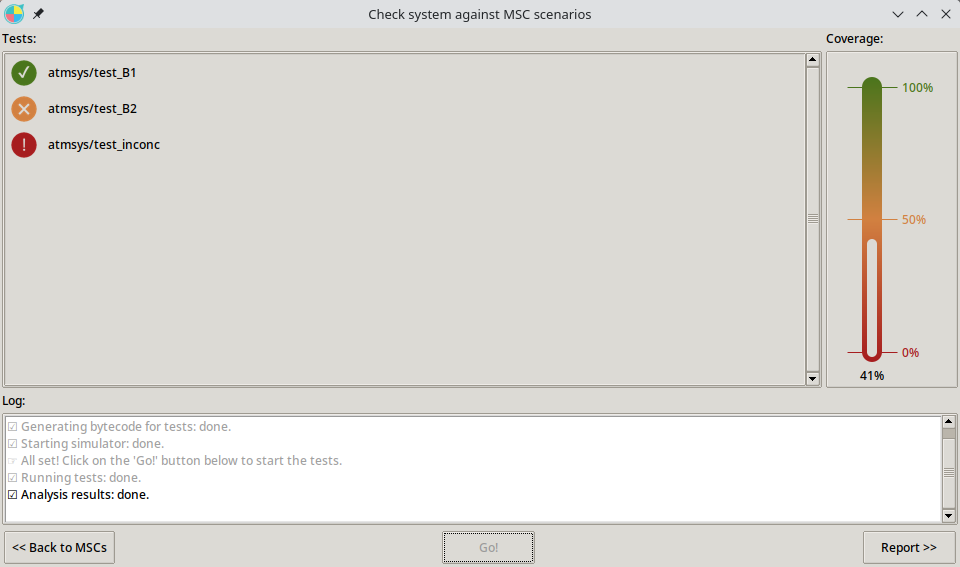 Check system against MSC scenarios
Tests:
Coverage:
atmsys/test_B1
atmsys/test_B2
atmsys/test_inconc
100%
50%
0%
41%
Log:
Generating bytecode for tests: done.
Starting simulator: done.
All set! Click on the 'Go!' button below to start the tests.
Running tests: done.
Analysis results: done.
<< Back to MSCs
Go!
Report >>